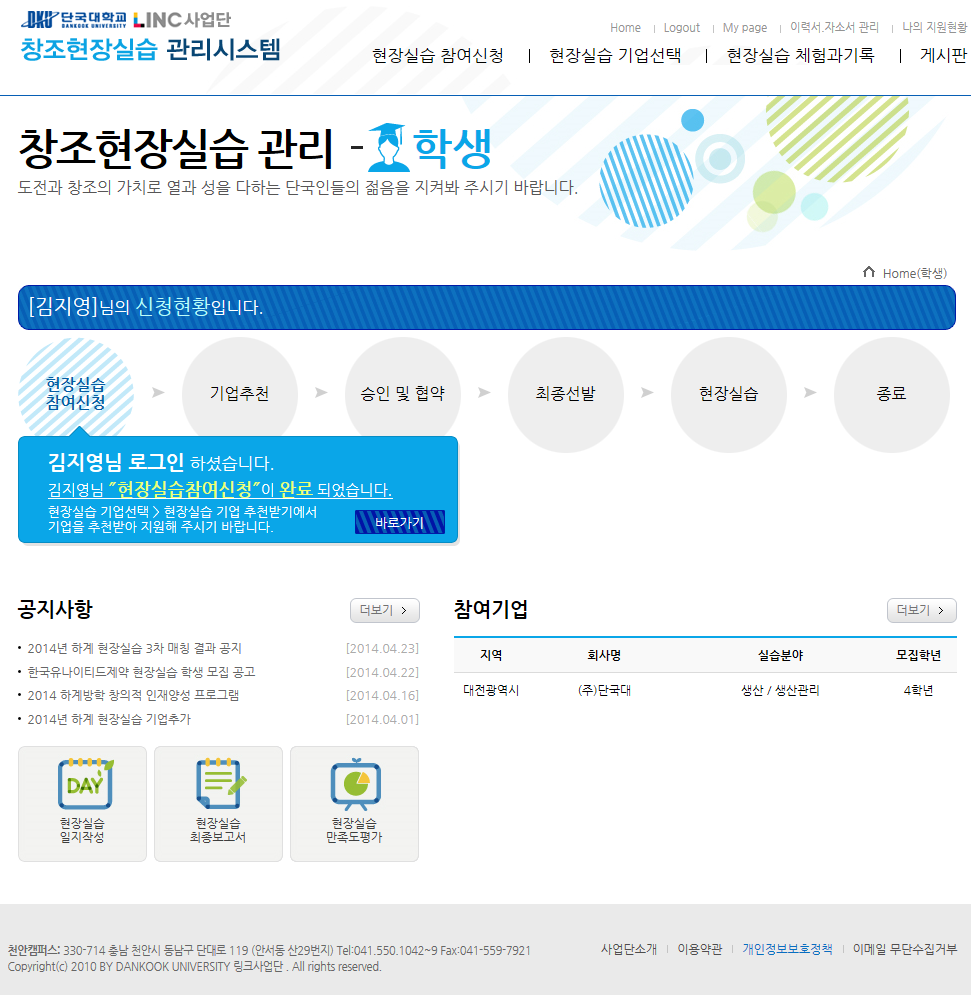 DKU 단국대학교 LINC 사업단
DANKOOK UNIVERSITY
창조현장실습 관리시스템
Home | Logout | My page | 이력서.자소서 관리 | 나의 지원현황
현장실습 참여신청 | 현장실습 기업선택 | 현장실습 체험과기록 | 게시판
창조현장실습 관리 - 학생
도전과 창조의 가치로 열과 성을 다하는 단국인들의 젊음을 지켜봐 주시기 바랍니다.
Home(학생)
[김지영]님의 신청현황입니다.
현장실습
참여신청
기업추천
승인 및 협약
최종선발
현장실습
종료
김지영님 로그인 하셨습니다.
김지영님 "현장실습참여신청"이 완료 되었습니다.
현장실습 기업선택 > 현장실습 기업 추천받기에서
기업을 추천받아 지원해 주시기 바랍니다.
바로가기
공지사항
더보기 >
• 2014년 하계 현장실습 3차 매칭 결과 공지 [2014.04.23]
• 한국유나이티드제약 현장실습 학생 모집 공고 [2014.04.22]
• 2014 하계방학 창의적 인재양성 프로그램 [2014.04.16]
• 2014년 하계 현장실습 기업추가 [2014.04.01]
DAY
현장실습
일지작성
현장실습
최종보고서
현장실습
만족도평가
참여기업
더보기 >
지역 회사명 실습분야 모집학년
대전광역시 (주)단국대 생산 / 생산관리 4학년
천안캠퍼스: 330-714 충남 천안시 동남구 단대로 119 (안서동 산29번지) Tel:041.550.1042~9 Fax:041-559-7921
Copyright(c) 2010 BY DANKOOK UNIVERSITY 링크사업단 . All rights reserved.
사업단소개 | 이용약관 | 개인정보보호정책 | 이메일 무단수집거부